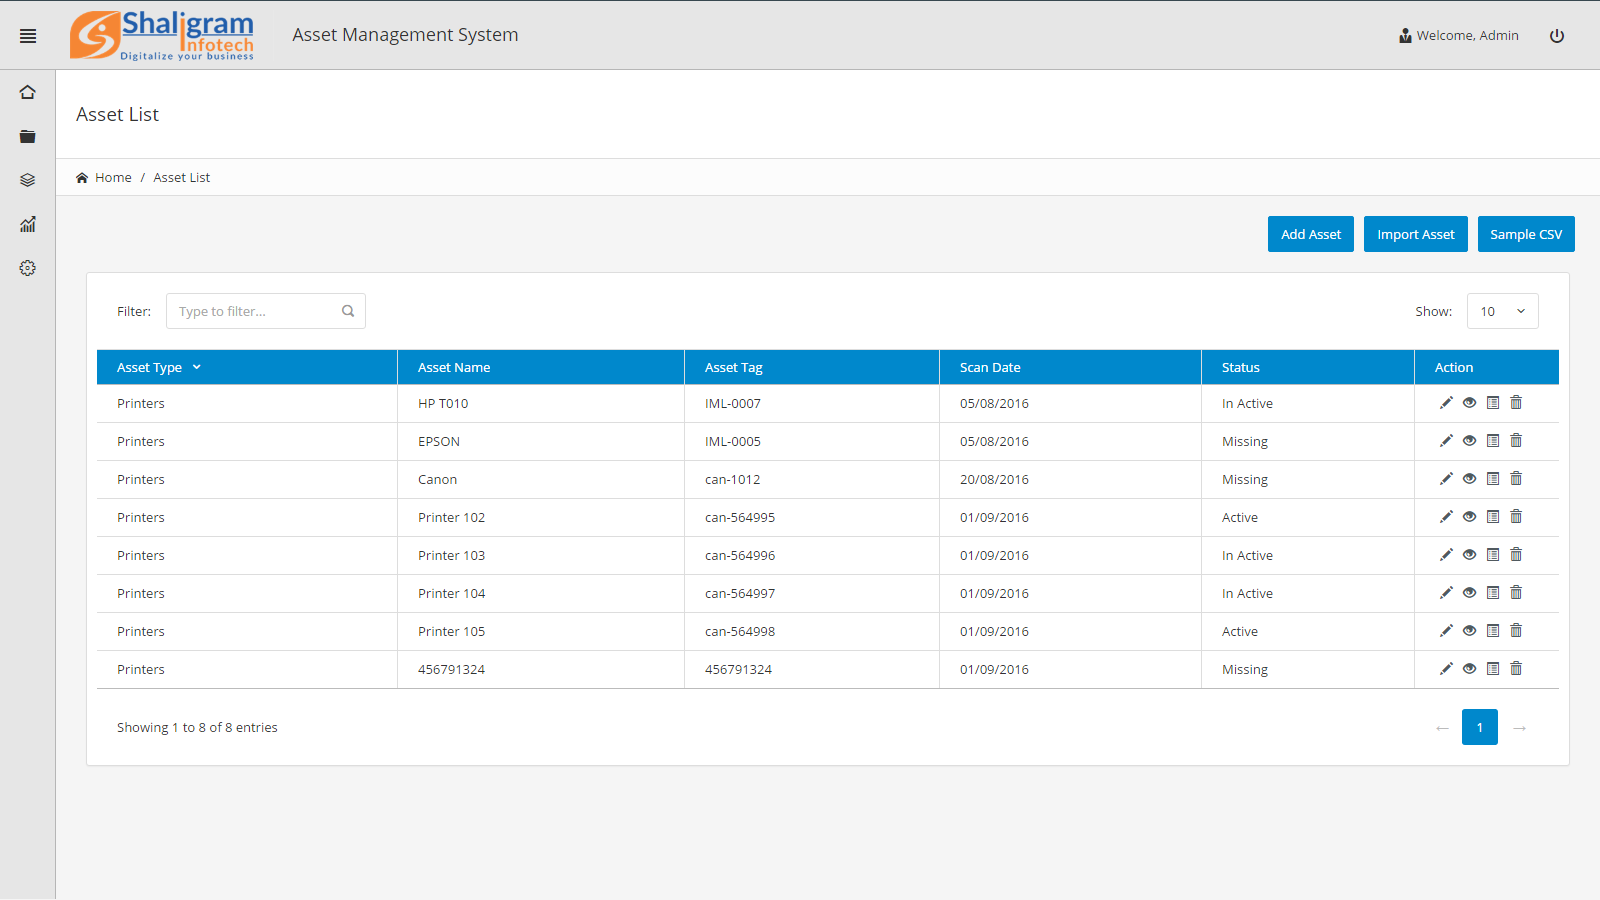 Shaligram
Infotech
Digitalize your business
Asset Management System
Welcome, Admin
Asset List
Home / Asset List
Add Asset Import Asset Sample CSV
Filter: Type to filter... Show: 10
Asset Type Asset Name Asset Tag Scan Date Status Action
Printers HP T010 IML-0007 05/08/2016 In Active
Printers EPSON IML-0005 05/08/2016 Missing
Printers Canon can-1012 20/08/2016 Missing
Printers Printer 102 can-564995 01/09/2016 Active
Printers Printer 103 can-564996 01/09/2016 In Active
Printers Printer 104 can-564997 01/09/2016 In Active
Printers Printer 105 can-564998 01/09/2016 Active
Printers 456791324 456791324 01/09/2016 Missing
Showing 1 to 8 of 8 entries ← 1 →